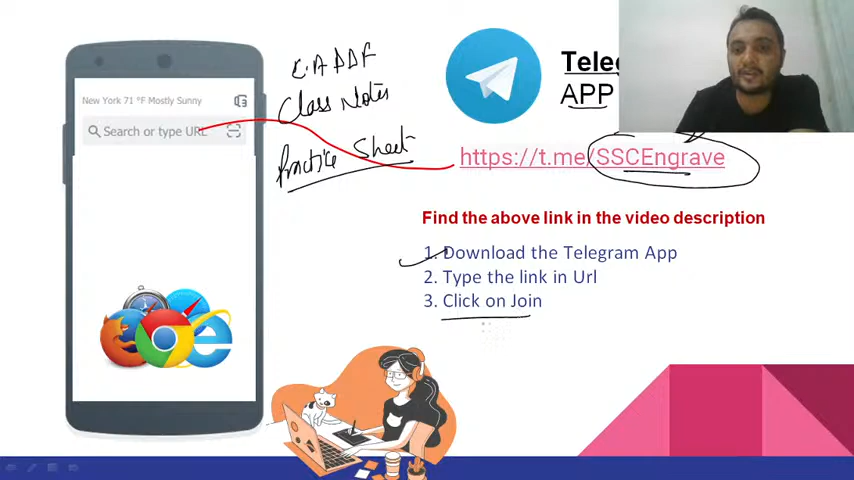 New York 71 °F Mostly Sunny
Search or type URL
C.A PDF
Class Notes
Practice Sheet
APP
https://t.me/SSCEngrave
Find the above link in the video description
1. Download the Telegram App
2. Type the link in Url
3. Click on Join